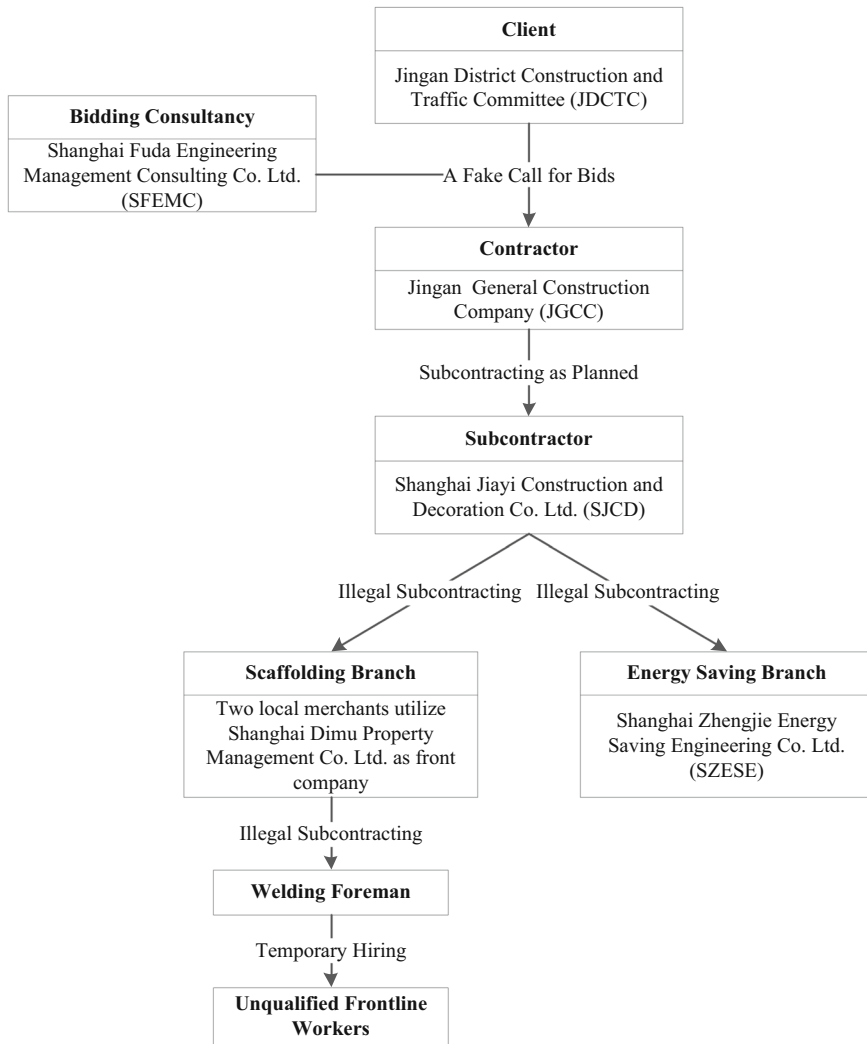 Client
Jingan District Construction and
Traffic Committee (JDCTC)
Bidding Consultancy
Shanghai Fuda Engineering
Management Consulting Co. Ltd.
(SFEMC)
A Fake Call for Bids
Contractor
Jingan General Construction
Company (JGCC)
Subcontracting as Planned
Subcontractor
Shanghai Jiayi Construction and
Decoration Co. Ltd. (SJCD)
Illegal Subcontracting
Illegal Subcontracting
Scaffolding Branch
Two local merchants utilize
Shanghai Dimu Property
Management Co. Ltd. as front
company
Energy Saving Branch
Shanghai Zhengjie Energy
Saving Engineering Co. Ltd.
(SZESE)
Illegal Subcontracting
Welding Foreman
Temporary Hiring
Unqualified Frontline
Workers